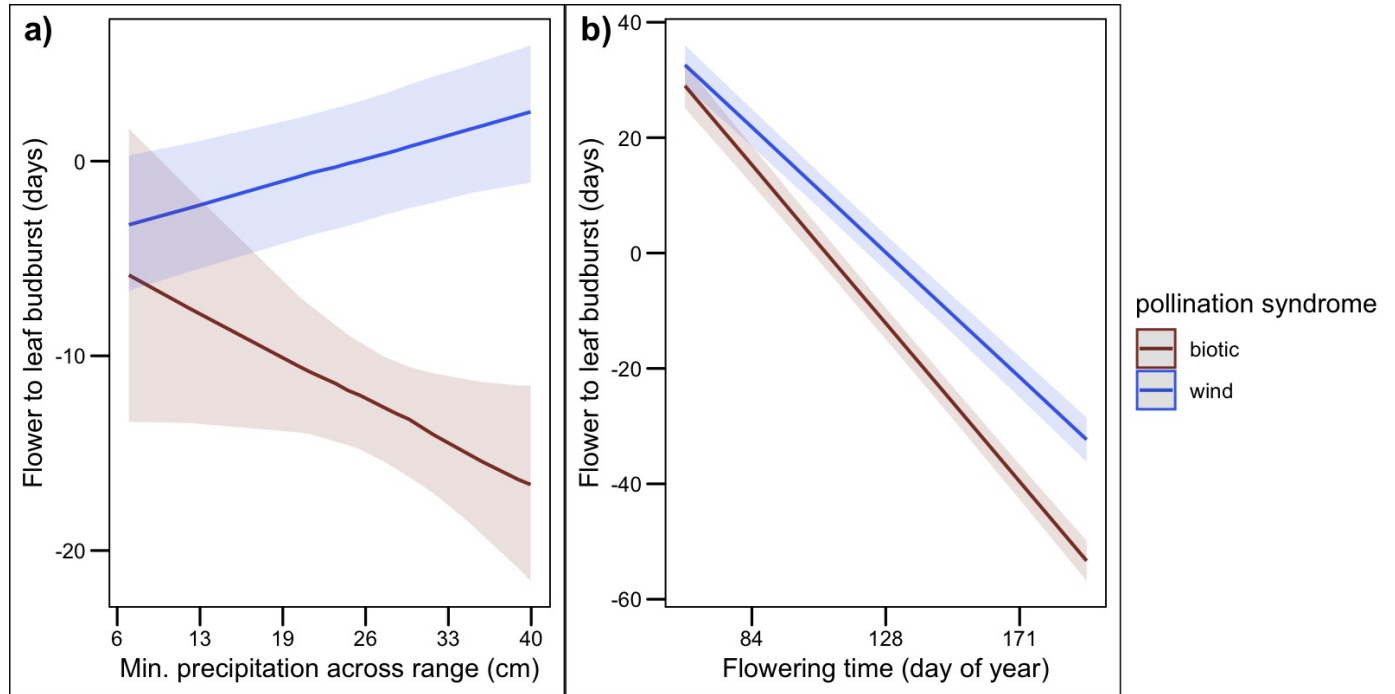 a)
Flower to leaf budburst (days)
0
-10
-20
6 13 19 26 33 40
Min. precipitation across range (cm)
b)
Flower to leaf budburst (days)
40
20
0
-20
-40
-60
84 128 171
Flowering time (day of year)
pollination syndrome
biotic
wind